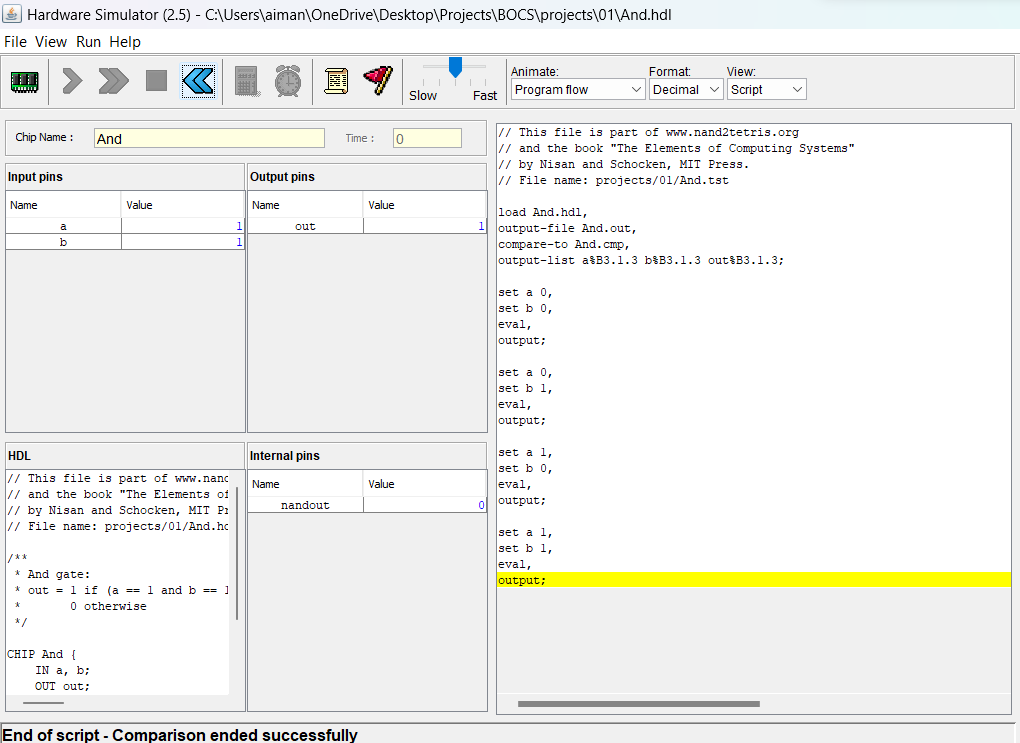 Hardware Simulator (2.5) - C:\Users\aiman\OneDrive\Desktop\Projects\BOCS\projects\01\And.hdl
File View Run Help
Slow Fast
Animate: Format: View:
Program flow Decimal Script
Chip Name : And Time : 0
Input pins
Name Value
a 1
b 1
Output pins
Name Value
out 1
HDL
// This file is part of www.nand
// and the book "The Elements of
// by Nisan and Schocken, MIT Pr
// File name: projects/01/And.hd
/**
* And gate:
* out = 1 if (a == 1 and b == 1
* 0 otherwise
*/
CHIP And {
IN a, b;
OUT out;
Internal pins
Name Value
nandout 0
// This file is part of www.nand2tetris.org
// and the book "The Elements of Computing Systems"
// by Nisan and Schocken, MIT Press.
// File name: projects/01/And.tst
load And.hdl,
output-file And.out,
compare-to And.cmp,
output-list a%B3.1.3 b%B3.1.3 out%B3.1.3;
set a 0,
set b 0,
eval,
output;
set a 0,
set b 1,
eval,
output;
set a 1,
set b 0,
eval,
output;
set a 1,
set b 1,
eval,
output;
End of script - Comparison ended successfully